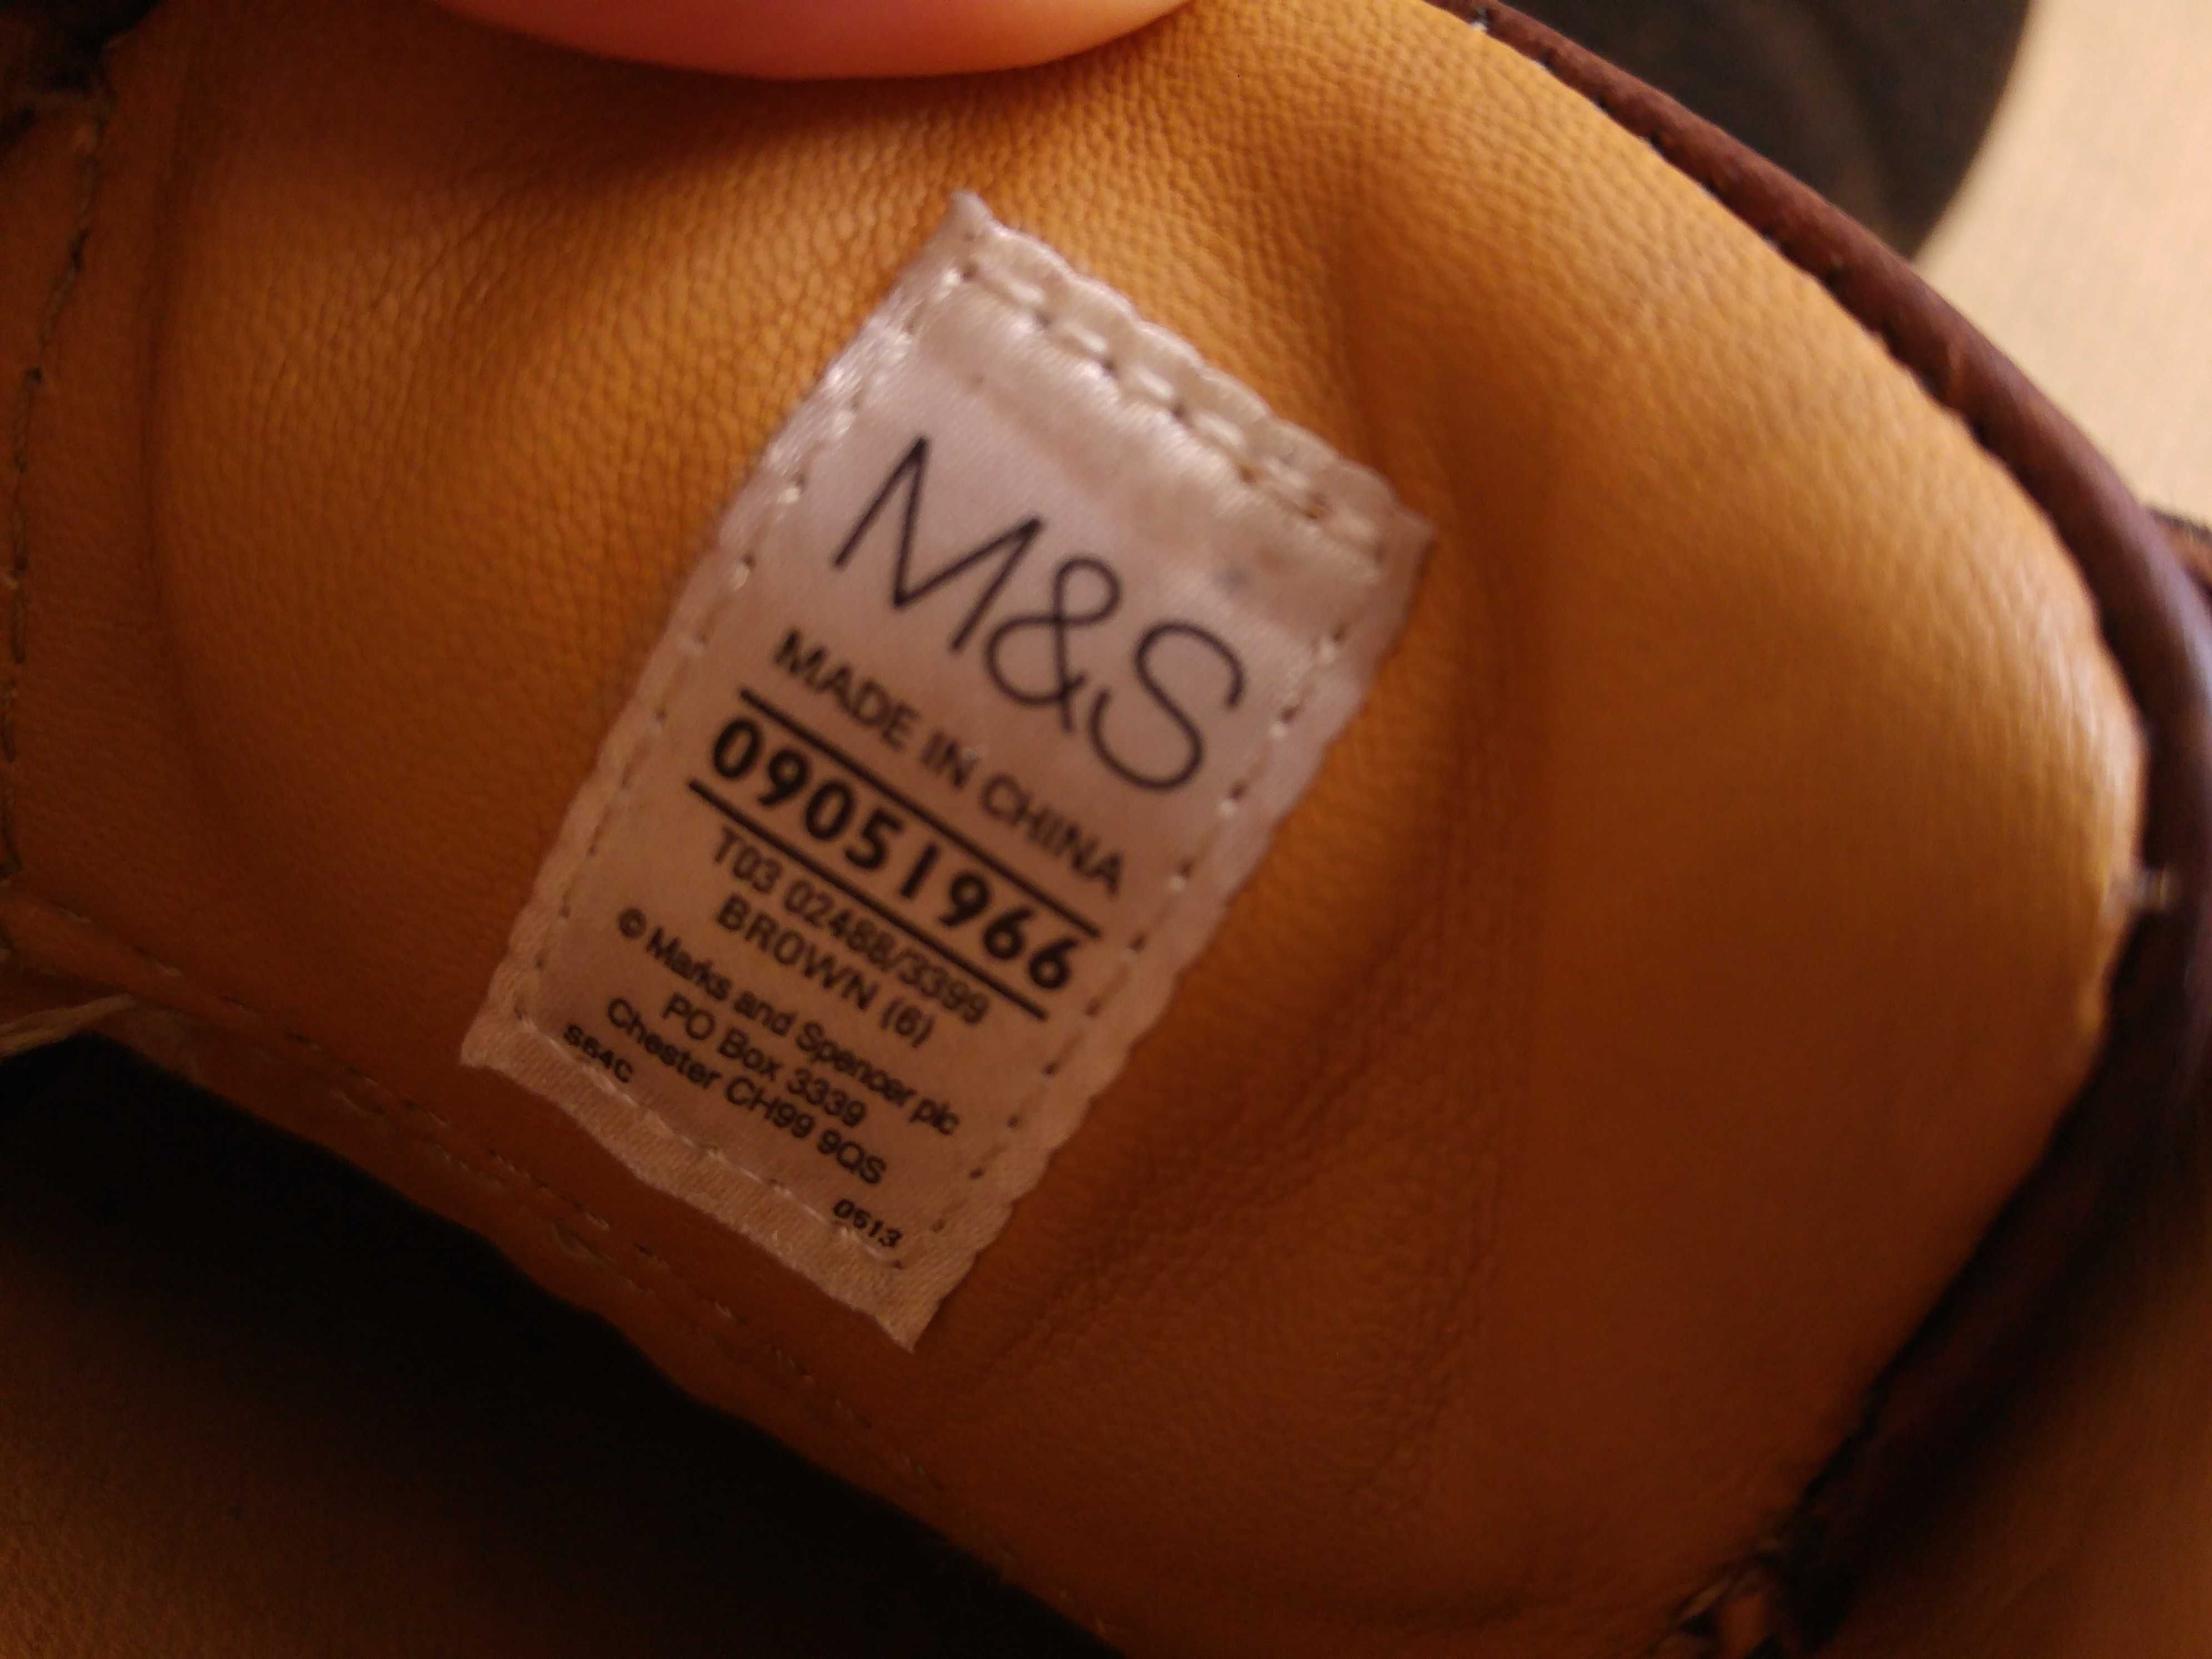 M&S
MADE IN CHINA
09051966
T03 02488/3399
BROWN (6)
© Marks and Spencer plc
PO Box 3339
Chester CH99 9QS
S64C
0513